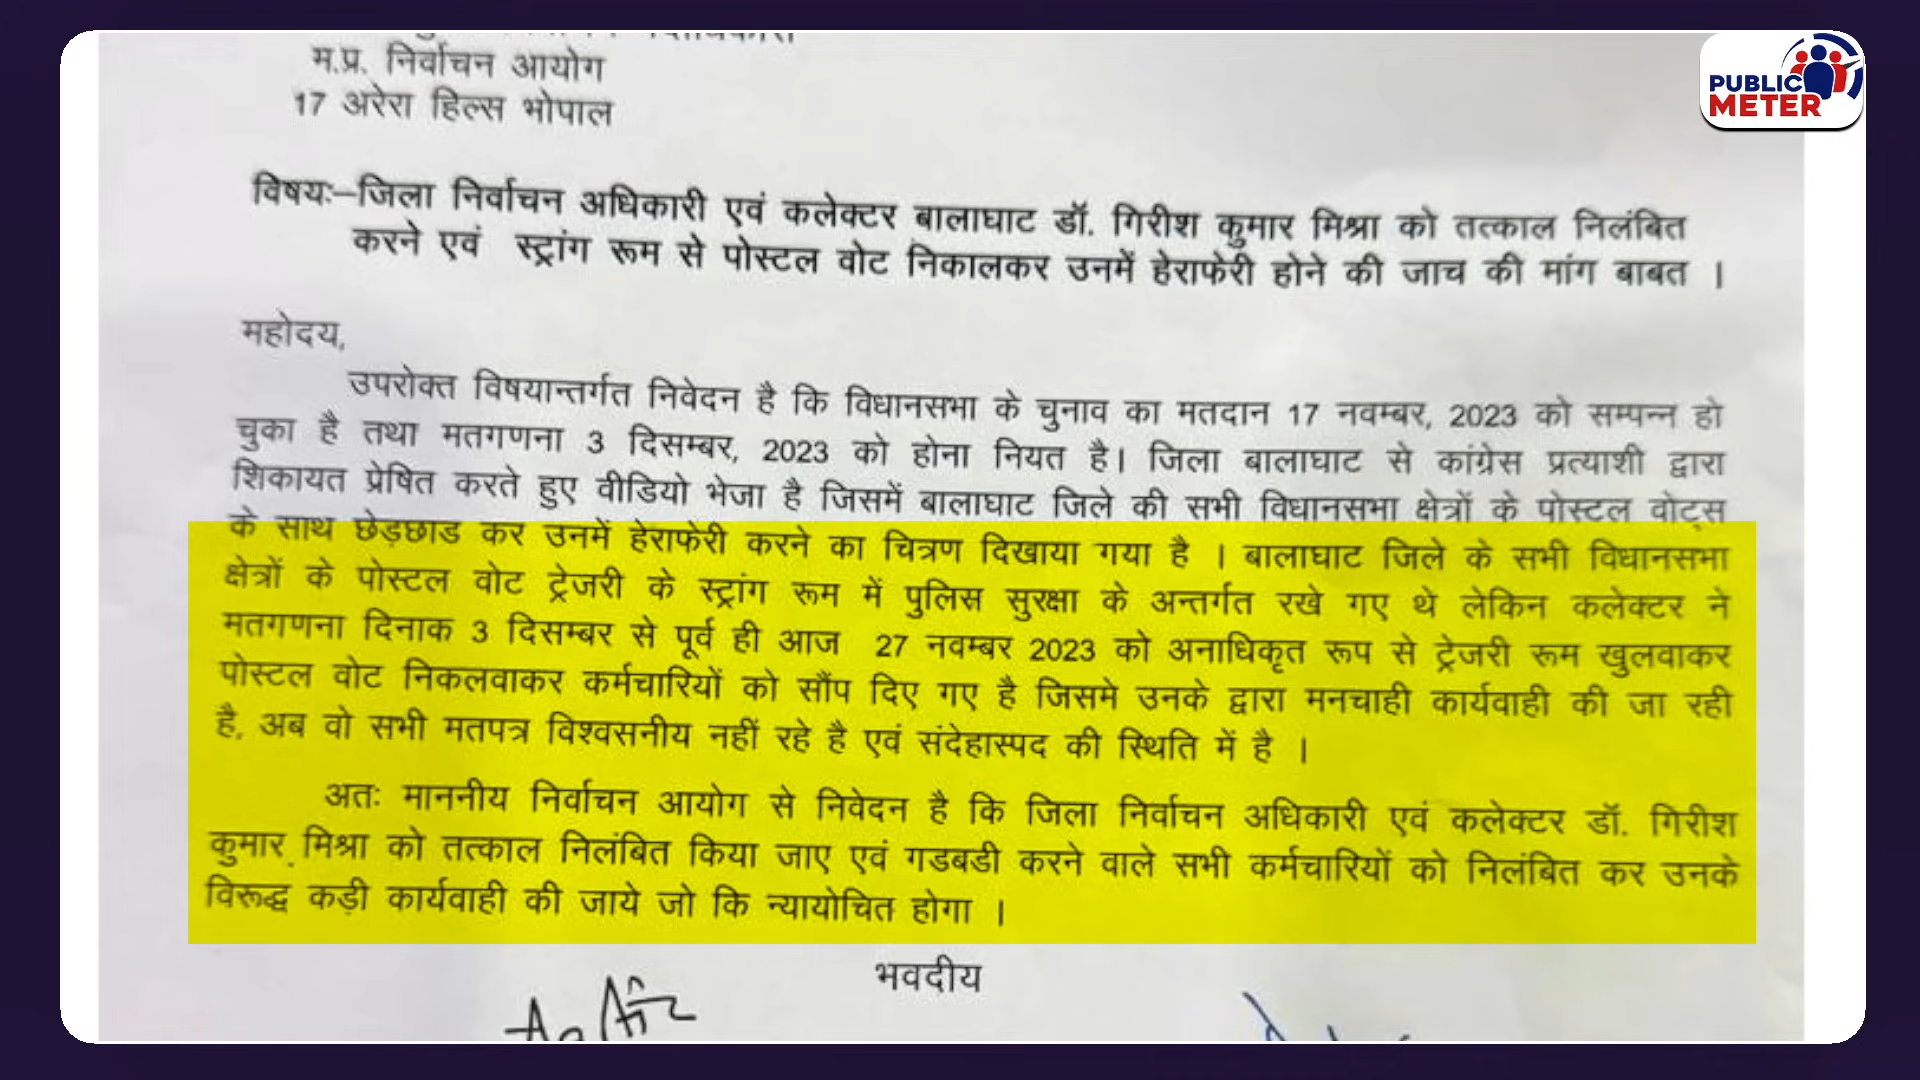 म.प्र. निर्वाचन आयोग
17 अरेरा हिल्स भोपाल
PUBLIC
METER
विषयः–जिला निर्वाचन अधिकारी एवं कलेक्टर बालाघाट डॉ. गिरीश कुमार मिश्रा को तत्काल निलंबित
करने एवं स्ट्रांग रूम से पोस्टल वोट निकालकर उनमें हेराफेरी होने की जाच की मांग बाबत ।
महोदय,
उपरोक्त विषयान्तर्गत निवेदन है कि विधानसभा के चुनाव का मतदान 17 नवम्बर, 2023 को सम्पन्न हो
चुका है तथा मतगणना 3 दिसम्बर, 2023 को होना नियत है। जिला बालाघाट से कांग्रेस प्रत्याशी द्वारा
शिकायत प्रेषित करते हुए वीडियो भेजा है जिसमें बालाघाट जिले की सभी विधानसभा क्षेत्रों के पोस्टल वोट्स
के साथ छेड़छाड कर उनमें हेराफेरी करने का चित्रण दिखाया गया है । बालाघाट जिले के सभी विधानसभा
क्षेत्रों के पोस्टल वोट ट्रेजरी के स्ट्रांग रूम में पुलिस सुरक्षा के अन्तर्गत रखे गए थे लेकिन कलेक्टर ने
मतगणना दिनाक 3 दिसम्बर से पूर्व ही आज 27 नवम्बर 2023 को अनाधिकृत रूप से ट्रेजरी रूम खुलवाकर
पोस्टल वोट निकलवाकर कर्मचारियों को सौंप दिए गए है जिसमे उनके द्वारा मनचाही कार्यवाही की जा रही
है, अब वो सभी मतपत्र विश्वसनीय नहीं रहे है एवं संदेहास्पद की स्थिति में है ।
अतः माननीय निर्वाचन आयोग से निवेदन है कि जिला निर्वाचन अधिकारी एवं कलेक्टर डॉ. गिरीश
कुमार मिश्रा को तत्काल निलंबित किया जाए एवं गडबडी करने वाले सभी कर्मचारियों को निलंबित कर उनके
विरूद्ध कड़ी कार्यवाही की जाये जो कि न्यायोचित होगा ।
भवदीय